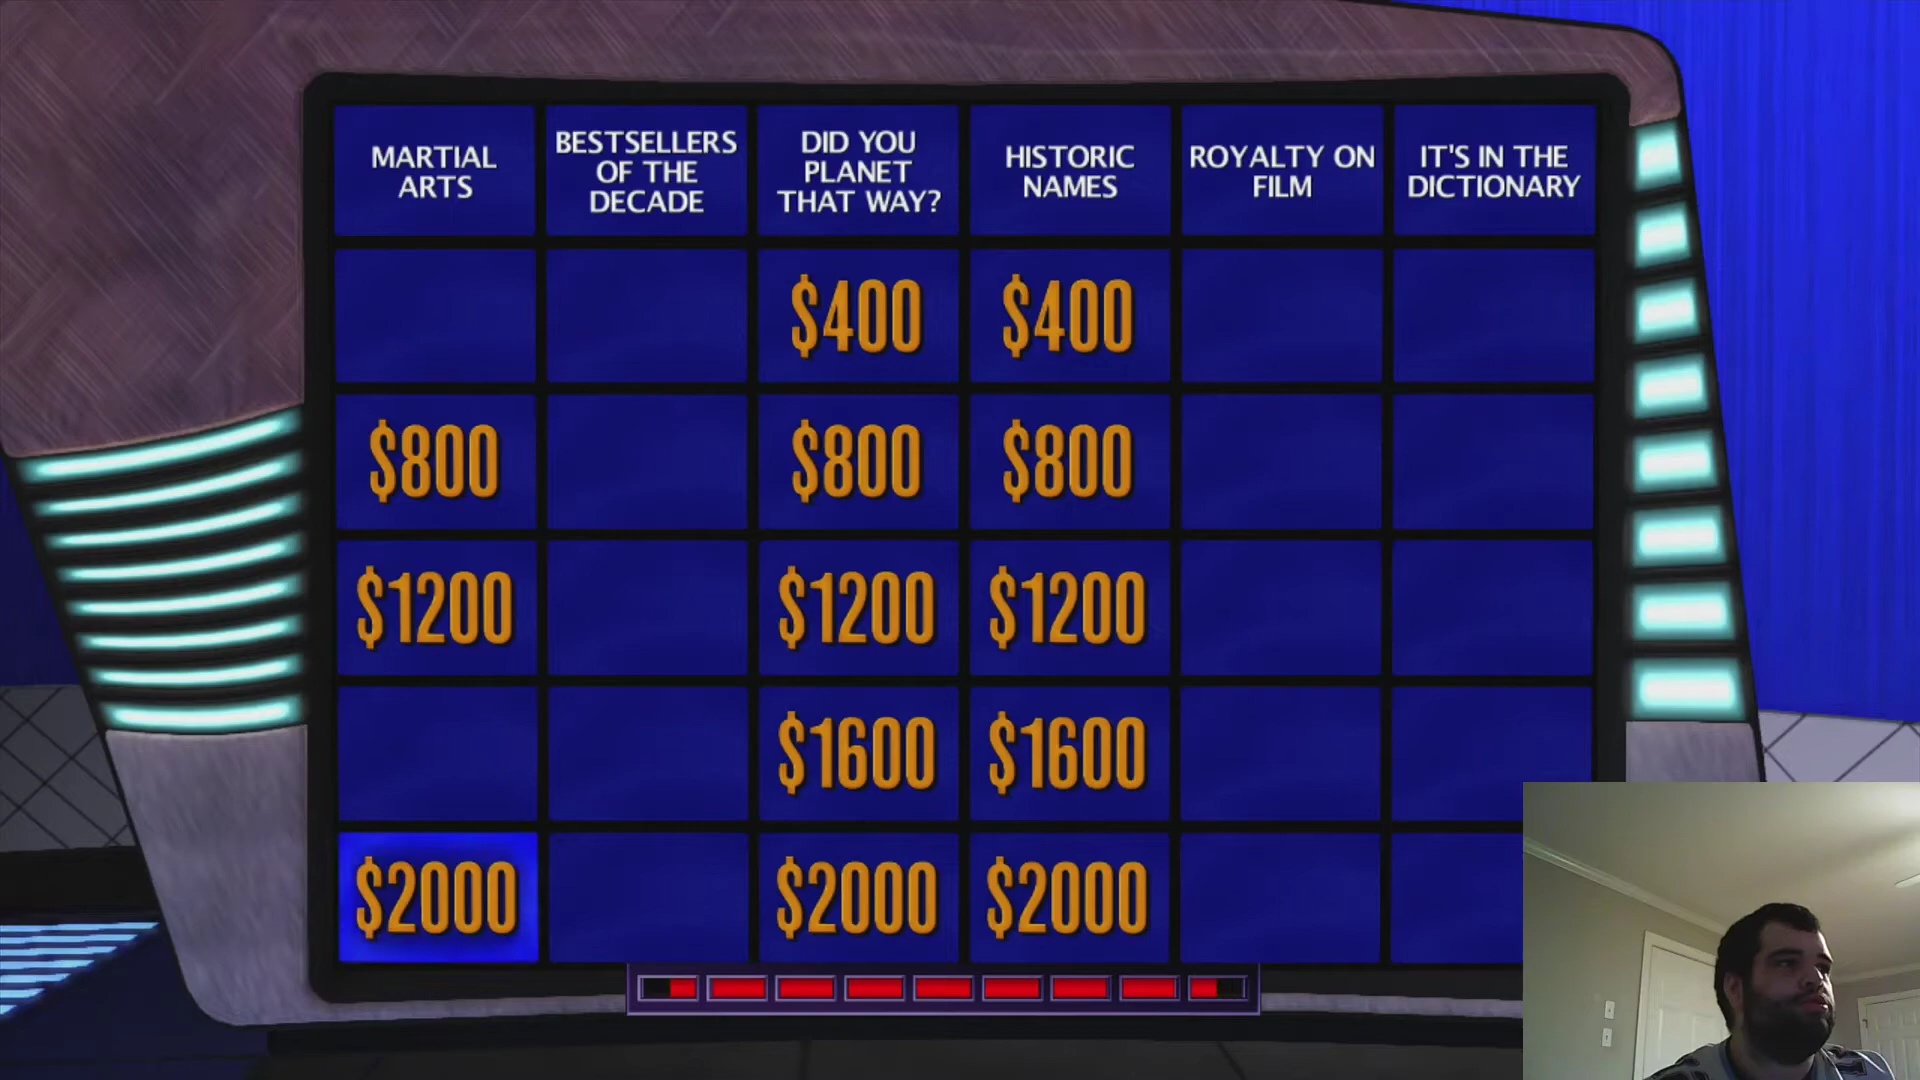 MARTIAL
ARTS
BESTSELLERS
OF THE
DECADE
DID YOU
PLANET
THAT WAY?
HISTORIC
NAMES
ROYALTY ON
FILM
IT'S IN THE
DICTIONARY
$400 $400
$800 $800 $800
$1200 $1200 $1200
$1600 $1600
$2000 $2000 $2000